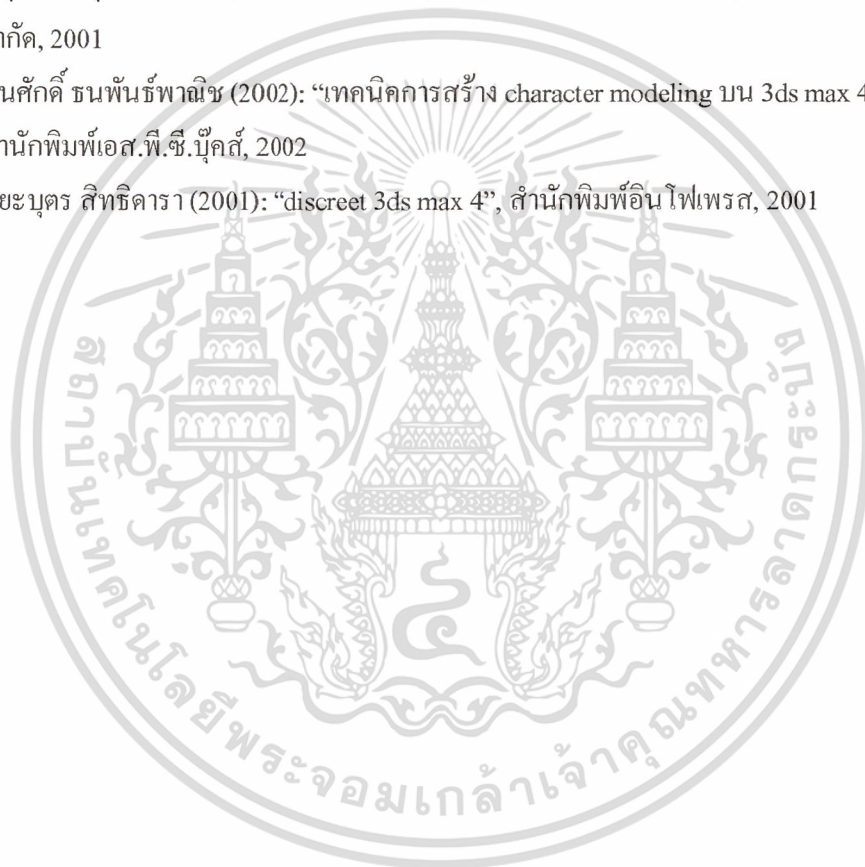 ำกัด, 2001
นศักดิ์ ธนพันธ์พาณิช (2002): “เทคนิคการสร้าง character modeling บน 3ds max 4
ำนักพิมพ์เอส.พี.ซี.บุ๊คส์, 2002
ยะบุตร สิทธิดารา (2001): “discreet 3ds max 4”, สำนักพิมพ์อินโฟเพรส, 2001
สถาบันเทคโนโลยีพระจอมเกล้าเจ้าคุณทหารลาดกระบัง